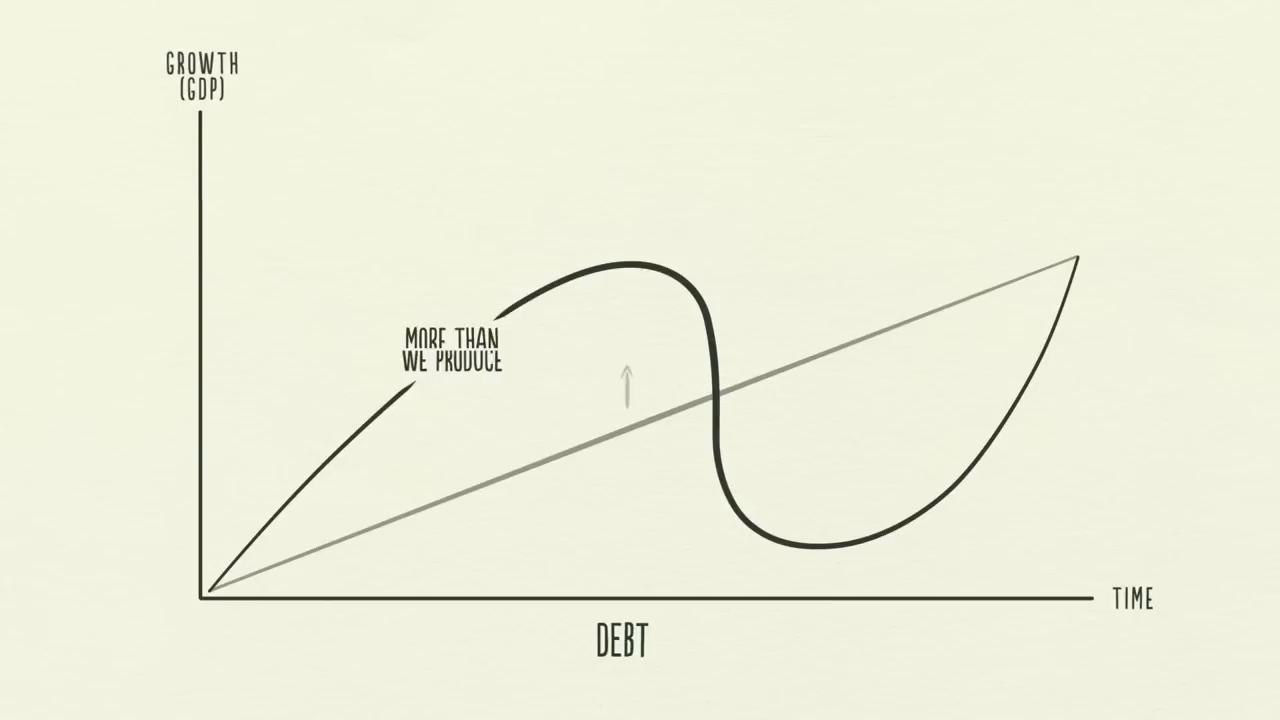 GROWTH
(GDP)
MORE THAN
WE PRODUCE
TIME
DEBT